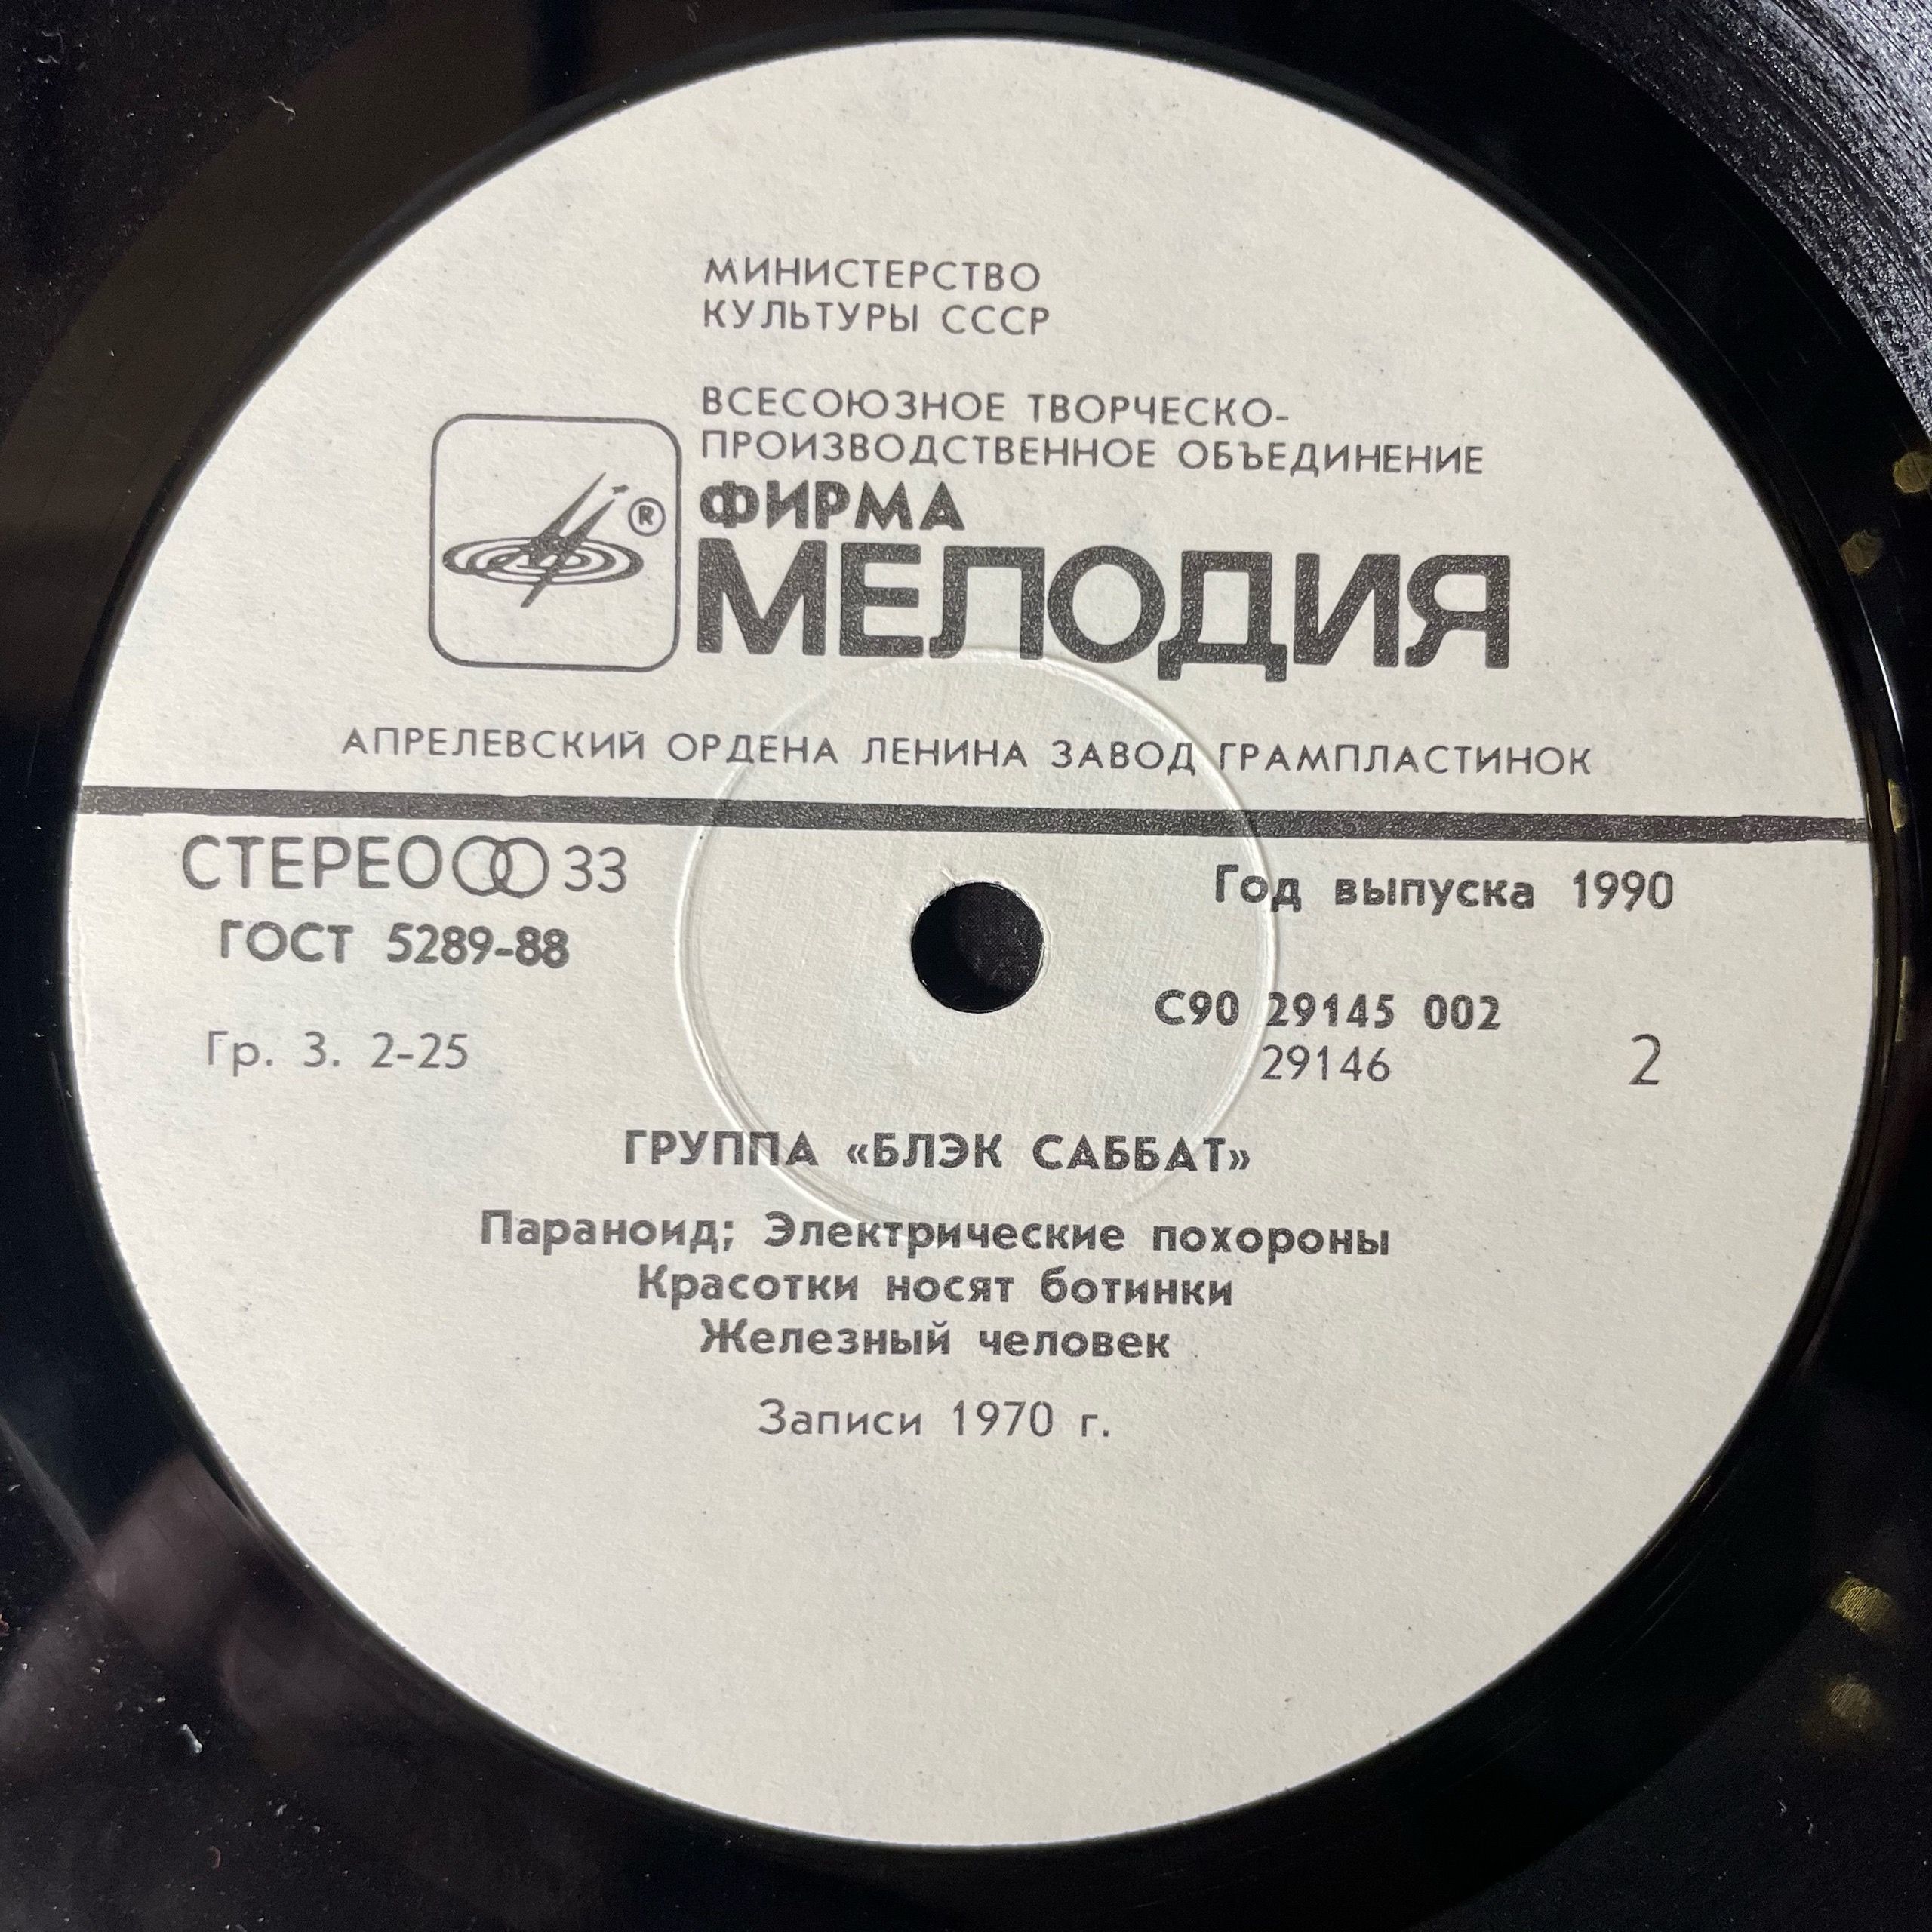 МИНИСТЕРСТВО
КУЛЬТУРЫ СССР
ВСЕСОЮЗНОЕ ТВОРЧЕСКО-
ПРОИЗВОДСТВЕННОЕ ОБЪЕДИНЕНИЕ
ФИРМА
®
МЕЛОДИЯ
АПРЕЛЕВСКИЙ ОРДЕНА ЛЕНИНА ЗАВОД ГРАМПЛАСТИНОК
СТЕРЕО 33
Год выпуска 1990
ГОСТ 5289-88
С90 29145 002
Гр. 3. 2-25
29146
2
ГРУППА «БЛЭК САББАТ»
Параноид; Электрические похороны
Красотки носят ботинки
Железный человек
Записи 1970 г.